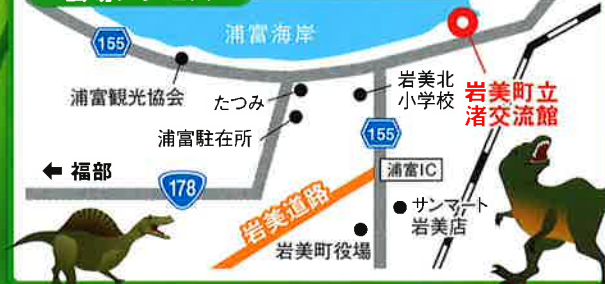 浦富海岸
155
浦富観光協会
たつみ
岩美北
小学校
岩美町立
渚交流館
浦富駐在所
155
← 福部
178
浦富IC
岩美道路
サンマート
岩美店
岩美町役場